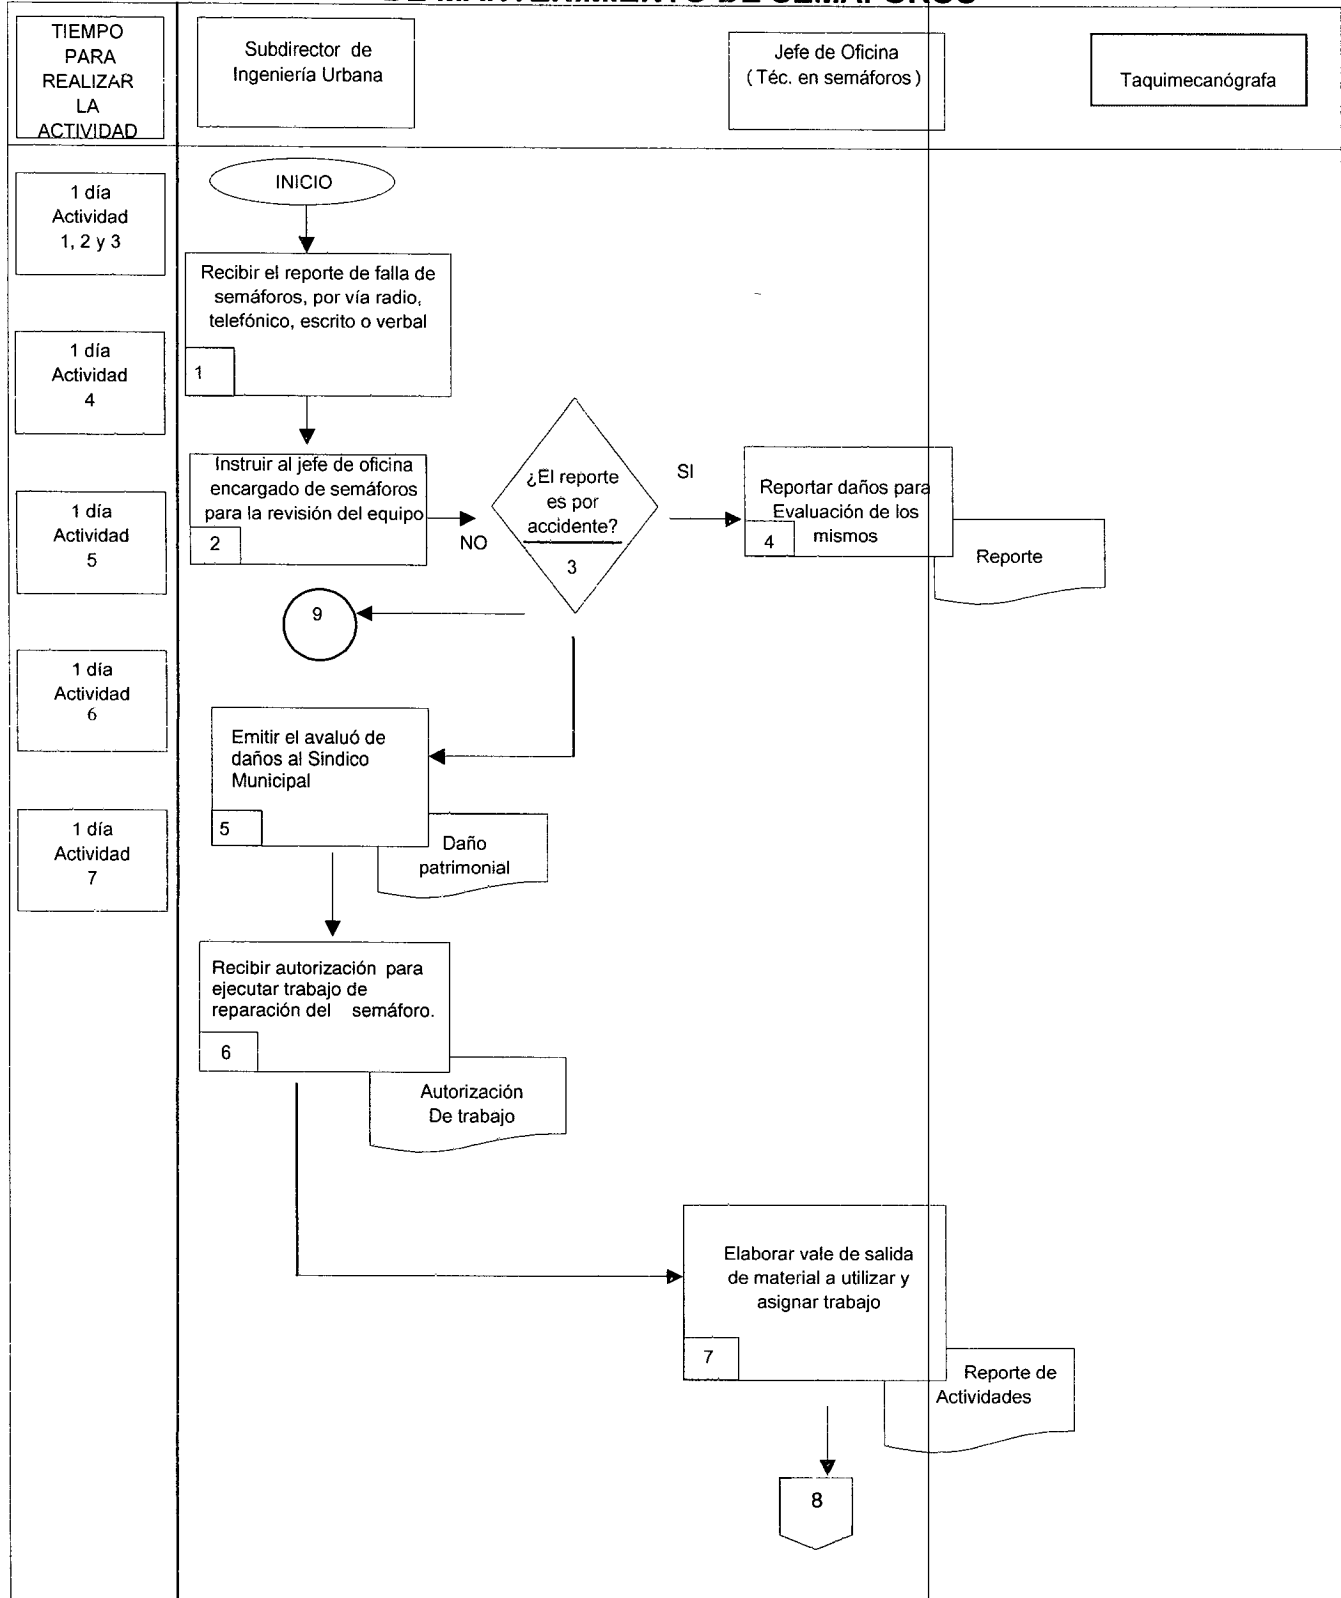 DE MANTENIMIENTO DE SEMÁFOROS
TIEMPO
PARA
REALIZAR
LA
ACTIVIDAD
Subdirector de
Ingeniería Urbana
Jefe de Oficina
( Téc. en semáforos )
Taquimecanógrafa
1 día
Actividad
1, 2 y 3
INICIO
Recibir el reporte de falla de
semáforos, por vía radio,
telefónico, escrito o verbal
1
1 día
Actividad
4
Instruir al jefe de oficina
encargado de semáforos
para la revisión del equipo
2
¿El reporte
es por
accidente?
3
SI
NO
Reportar daños para
Evaluación de los
mismos
4
Reporte
1 día
Actividad
5
9
1 día
Actividad
6
Emitir el avaluó de
daños al Sindico
Municipal
5
Daño
patrimonial
1 día
Actividad
7
Recibir autorización para
ejecutar trabajo de
reparación del semáforo.
6
Autorización
De trabajo
Elaborar vale de salida
de material a utilizar y
asignar trabajo
7
Reporte de
Actividades
8